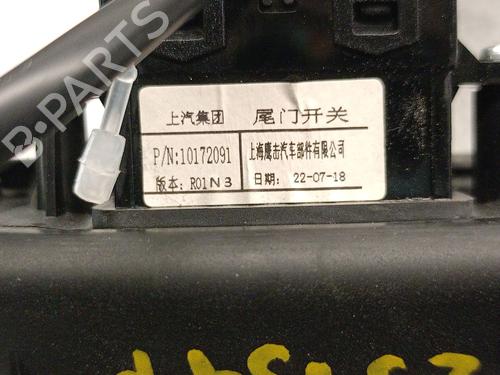 R-PARTS
上汽集团 尾门开关
P/N:10172091 上海鹰击汽车部件有限公司
版本: R01N3 日期: 22-07-18